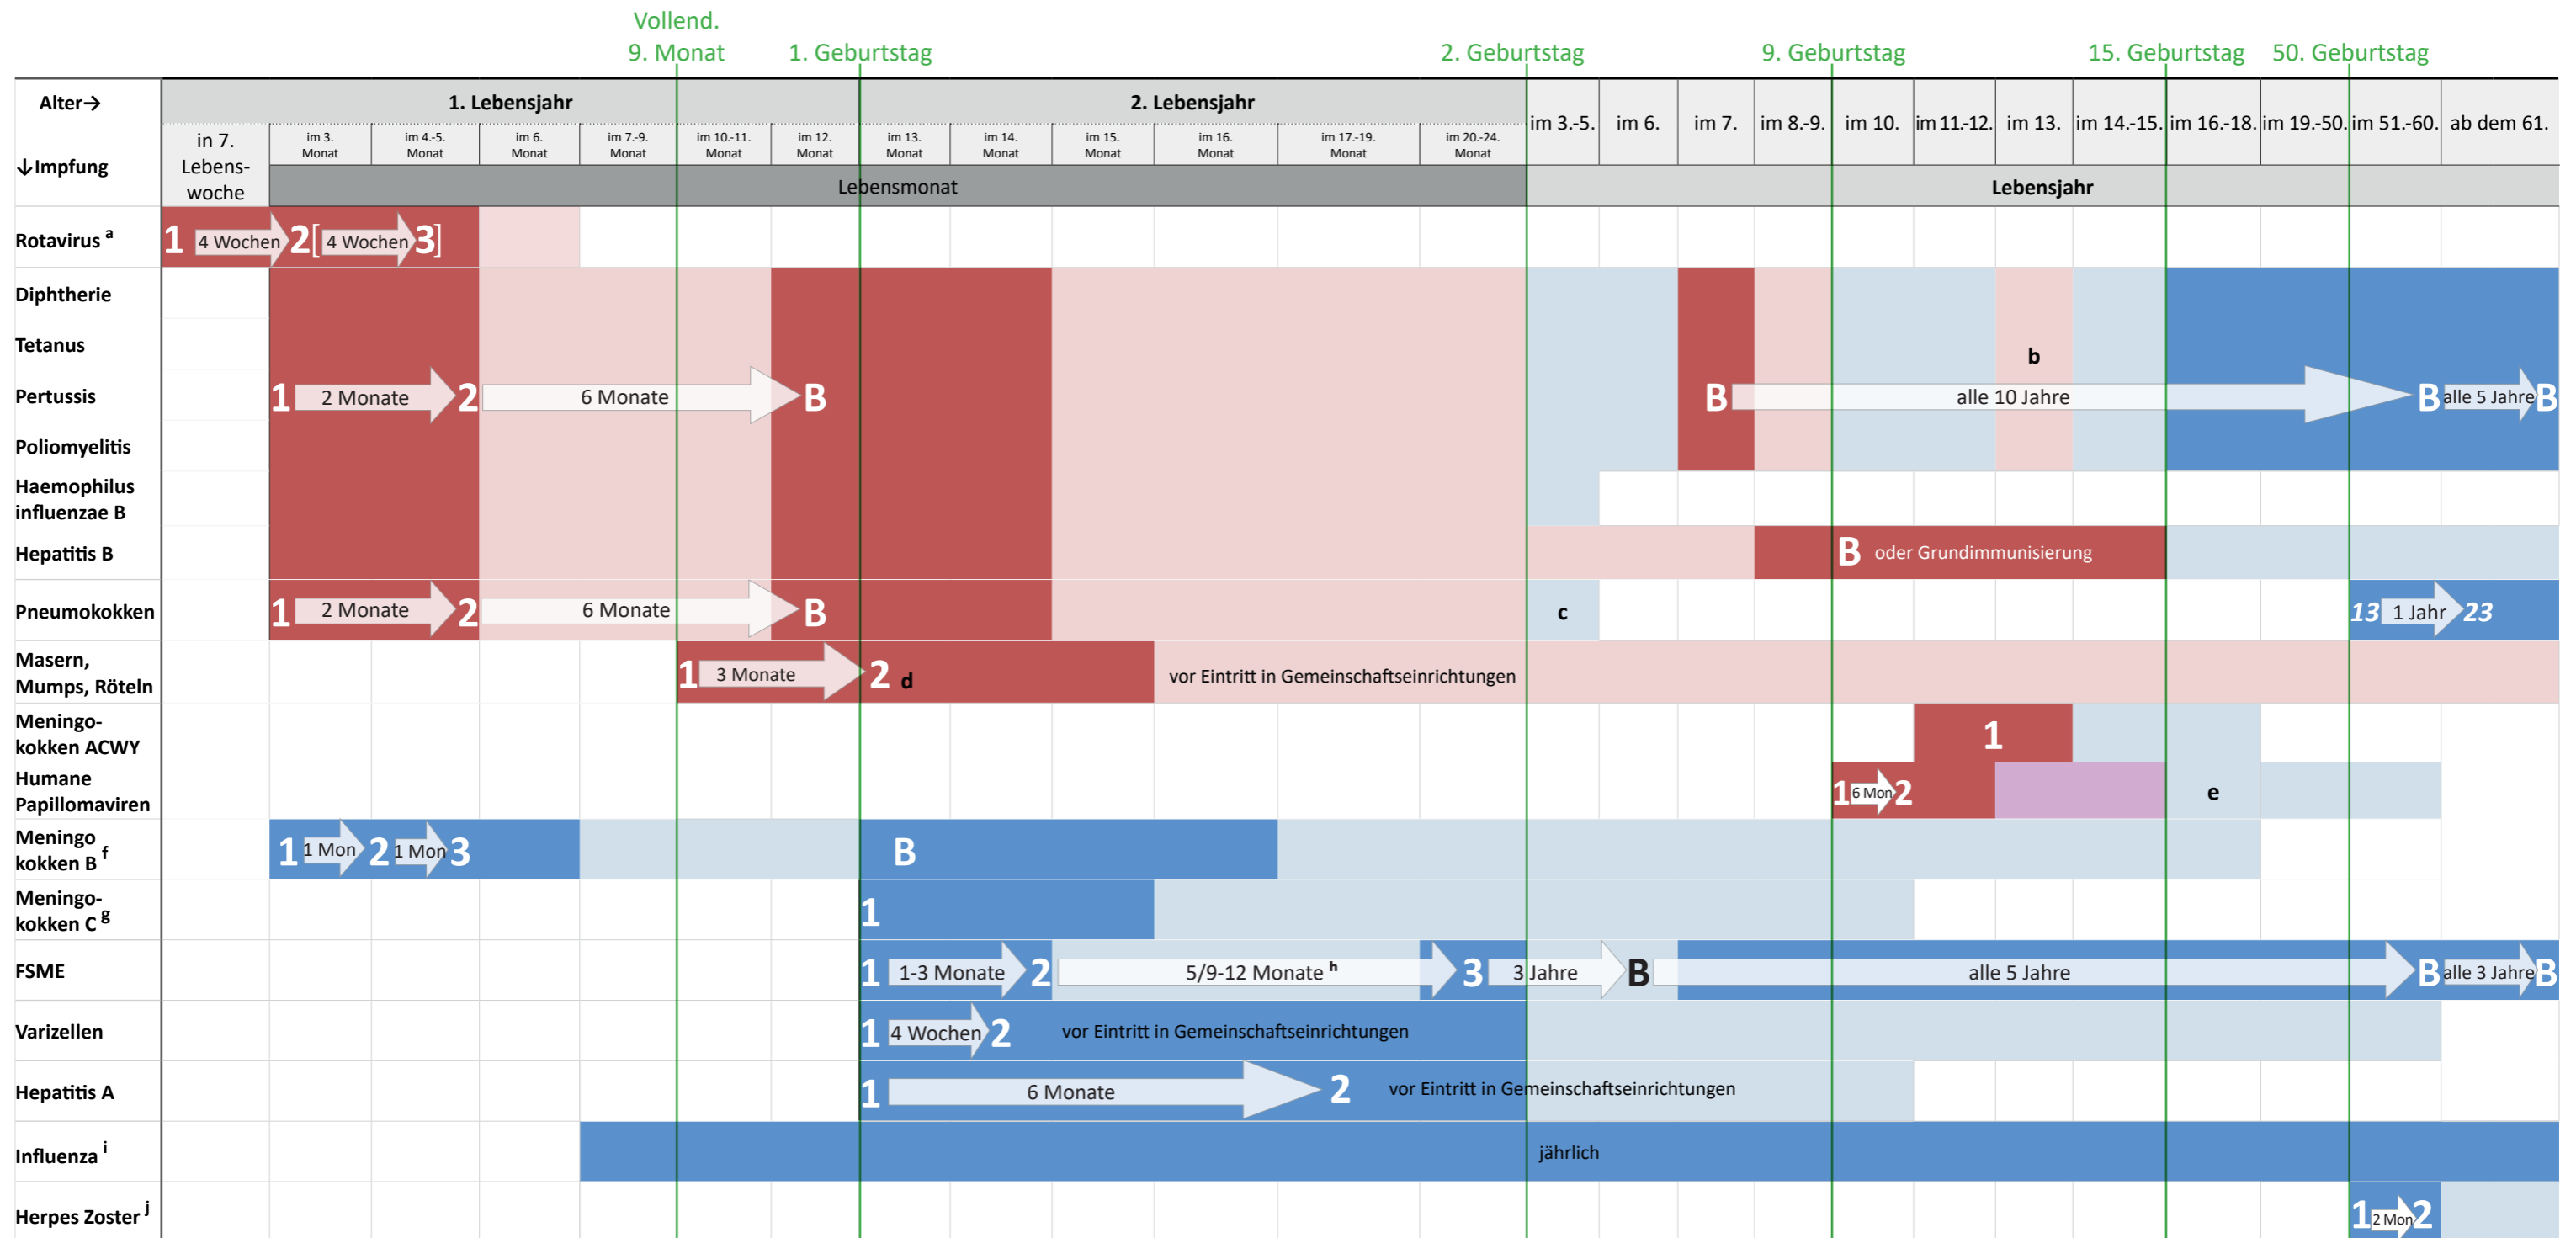 Vollend.
9. Monat
1. Geburtstag
2. Geburtstag
9. Geburtstag
15. Geburtstag
50. Geburtstag
Alter→
1. Lebensjahr
2. Lebensjahr
↓Impfung
in 7.
Lebens-
woche
im 3.
Monat
im 4.-5.
Monat
im 6.
Monat
im 7.-9.
Monat
im 10.-11.
Monat
im 12.
Monat
im 13.
Monat
im 14.
Monat
im 15.
Monat
im 16.
Monat
im 17.-19.
Monat
im 20.-24.
Monat
im 3.-5.
im 6.
im 7.
im 8.-9.
im 10.
im 11.-12.
im 13.
im 14.-15.
im 16.-18.
im 19.-50.
im 51.-60.
ab dem 61.
Lebensmonat
Lebensjahr
Rotavirus a
1 4 Wochen 2 [ 4 Wochen 3 ]
Diphtherie
Tetanus
b
Pertussis
1 2 Monate 2 6 Monate B B alle 10 Jahre B alle 5 Jahre B
Poliomyelitis
Haemophilus
influenzae B
Hepatitis B
B oder Grundimmunisierung
Pneumokokken
1 2 Monate 2 6 Monate B c 13 1 Jahr 23
Masern,
Mumps, Röteln
1 3 Monate 2 d vor Eintritt in Gemeinschaftseinrichtungen
Meningo-
kokken ACWY
1
Humane
Papillomaviren
1 6 Mon 2 e
Meningo
kokken B f
1 1 Mon 2 1 Mon 3 B
Meningo-
kokken C g
1
FSME
1 1-3 Monate 2 5/9-12 Monate h 3 3 Jahre B alle 5 Jahre B alle 3 Jahre B
Varizellen
1 4 Wochen 2 vor Eintritt in Gemeinschaftseinrichtungen
Hepatitis A
1 6 Monate 2 vor Eintritt in Gemeinschaftseinrichtungen
Influenza i
jährlich
Herpes Zoster j
1 2 Mon 2